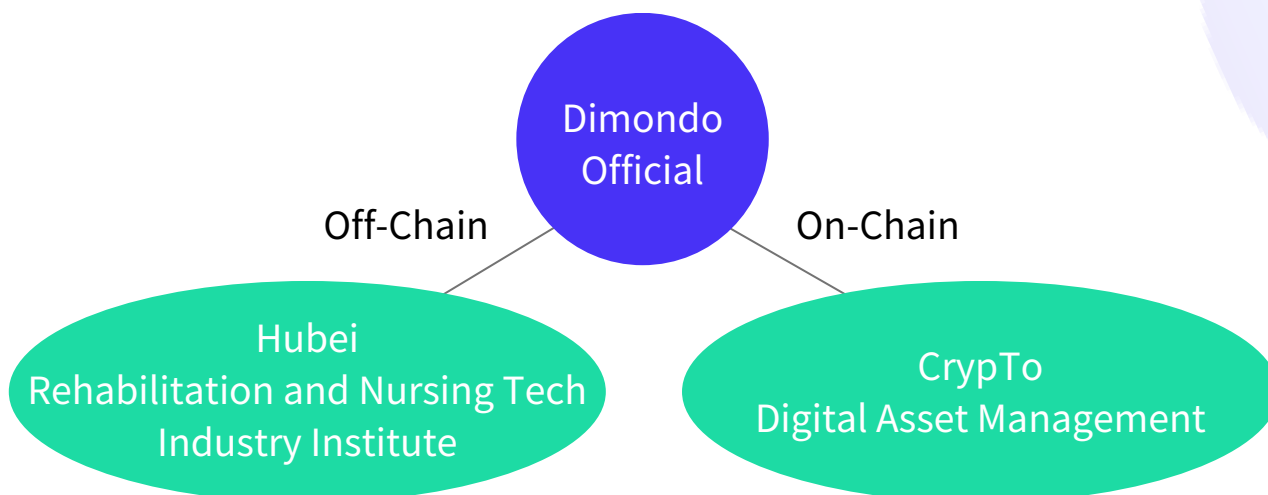 Dimondo
Official
Off-Chain
On-Chain
Hubei
Rehabilitation and Nursing Tech
Industry Institute
CrypTo
Digital Asset Management